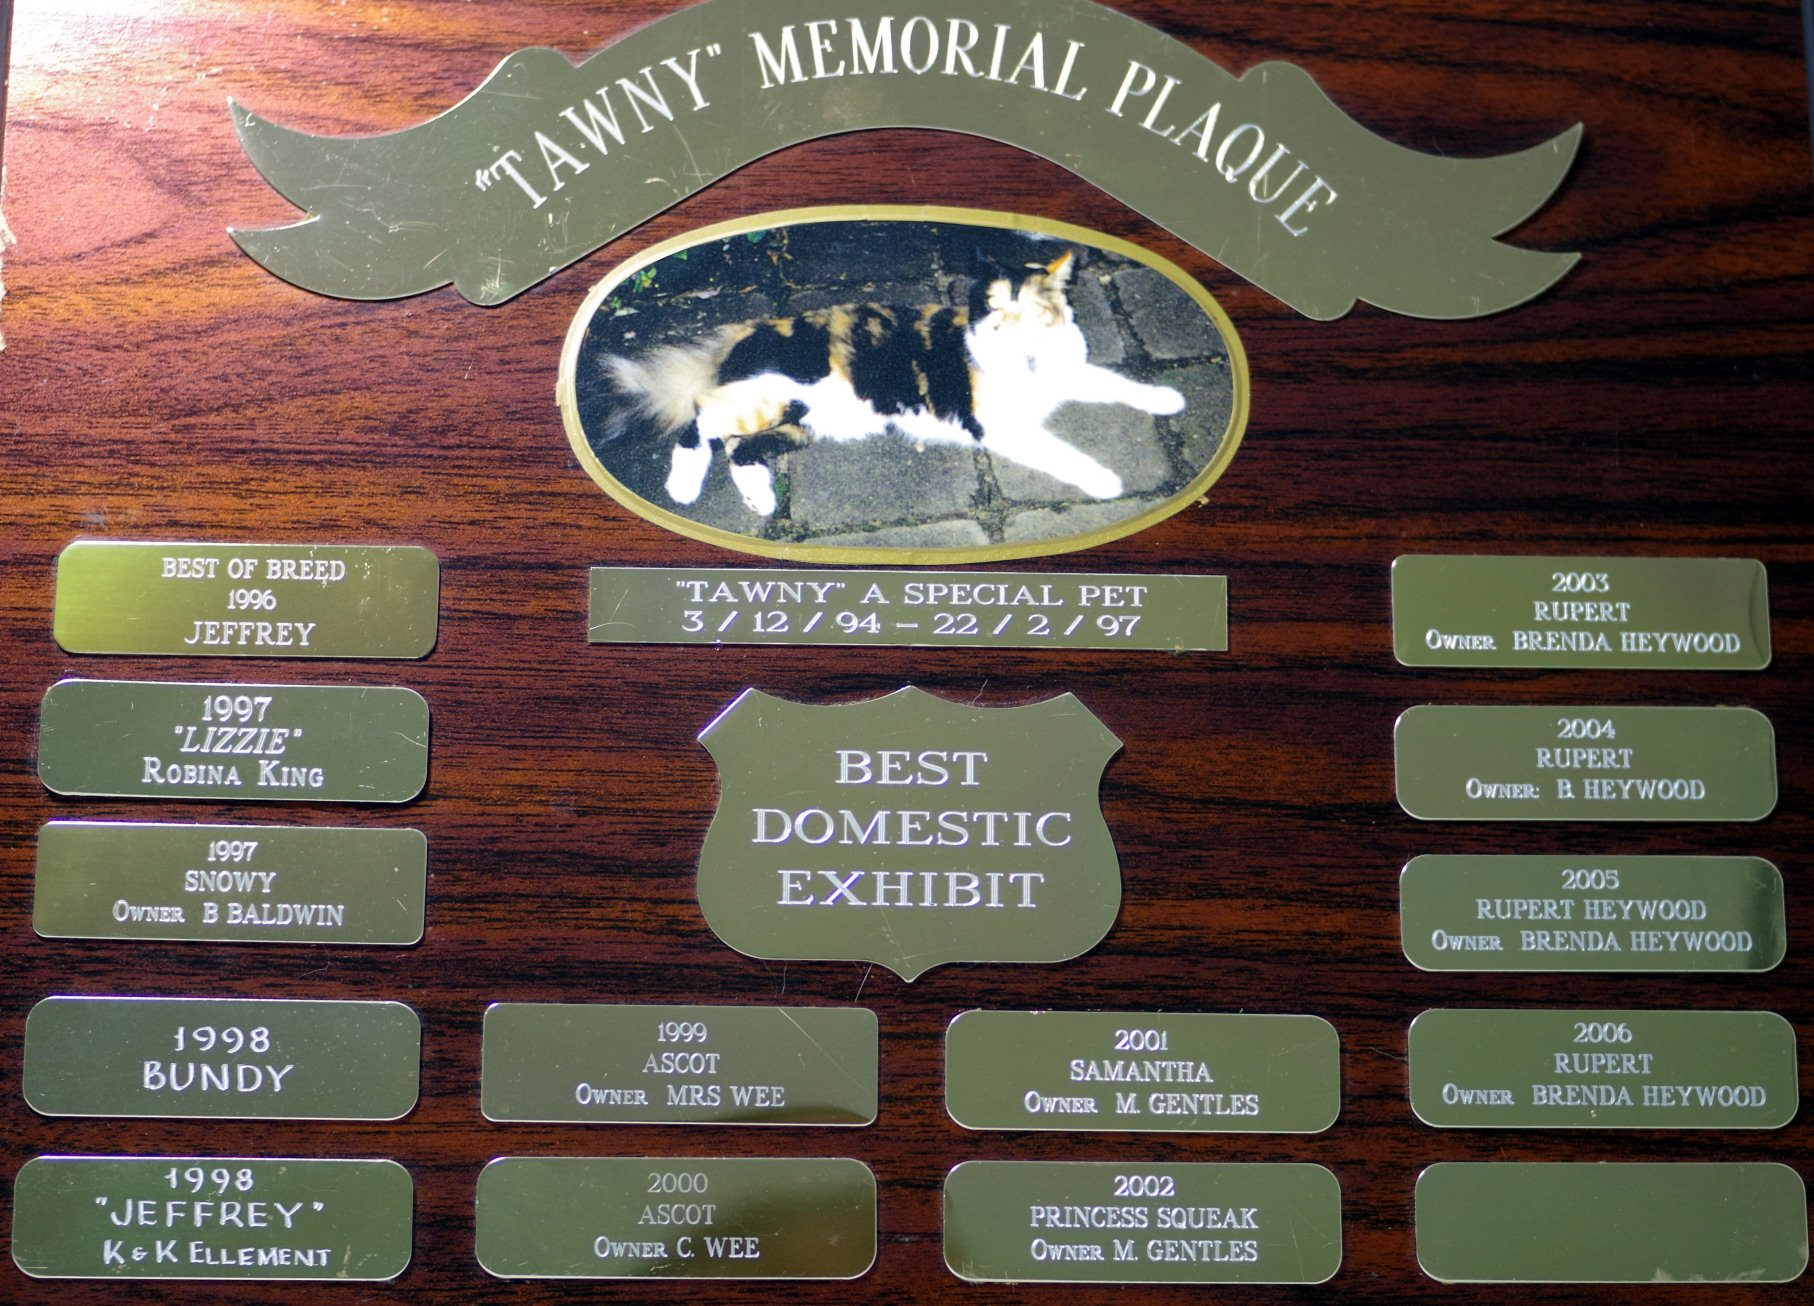 "TAWNY" MEMORIAL PLAQUE
"TAWNY" A SPECIAL PET
3 / 12 / 94 – 22 / 2 / 97
BEST
DOMESTIC
EXHIBIT
BEST OF BREED
1996
JEFFREY
1997
"LIZZIE"
ROBINA KING
1997
SNOWY
OWNER B BALDWIN
1998
BUNDY
1998
"JEFFREY"
K & K ELLEMENT
1999
ASCOT
OWNER MRS WEE
2000
ASCOT
OWNER C. WEE
2001
SAMANTHA
OWNER M. GENTLES
2002
PRINCESS SQUEAK
OWNER M. GENTLES
2003
RUPERT
OWNER BRENDA HEYWOOD
2004
RUPERT
OWNER: B. HEYWOOD
2005
RUPERT HEYWOOD
OWNER BRENDA HEYWOOD
2006
RUPERT
OWNER BRENDA HEYWOOD